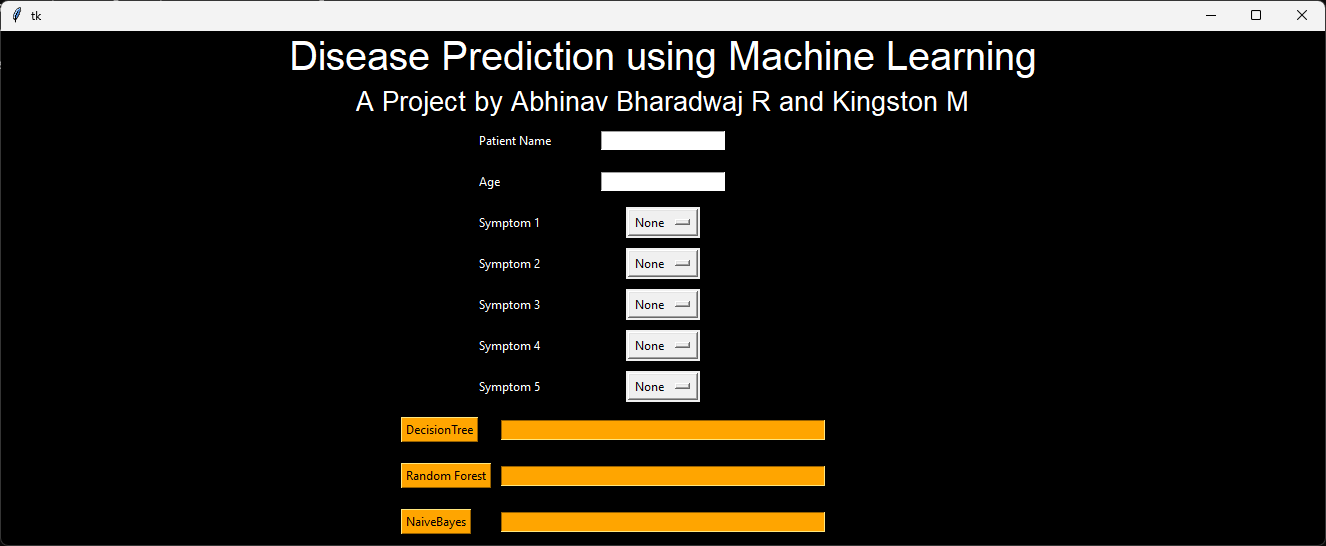 tk
Disease Prediction using Machine Learning
A Project by Abhinav Bharadwaj R and Kingston M
Patient Name
Age
Symptom 1 None
Symptom 2 None
Symptom 3 None
Symptom 4 None
Symptom 5 None
DecisionTree
Random Forest
NaiveBayes